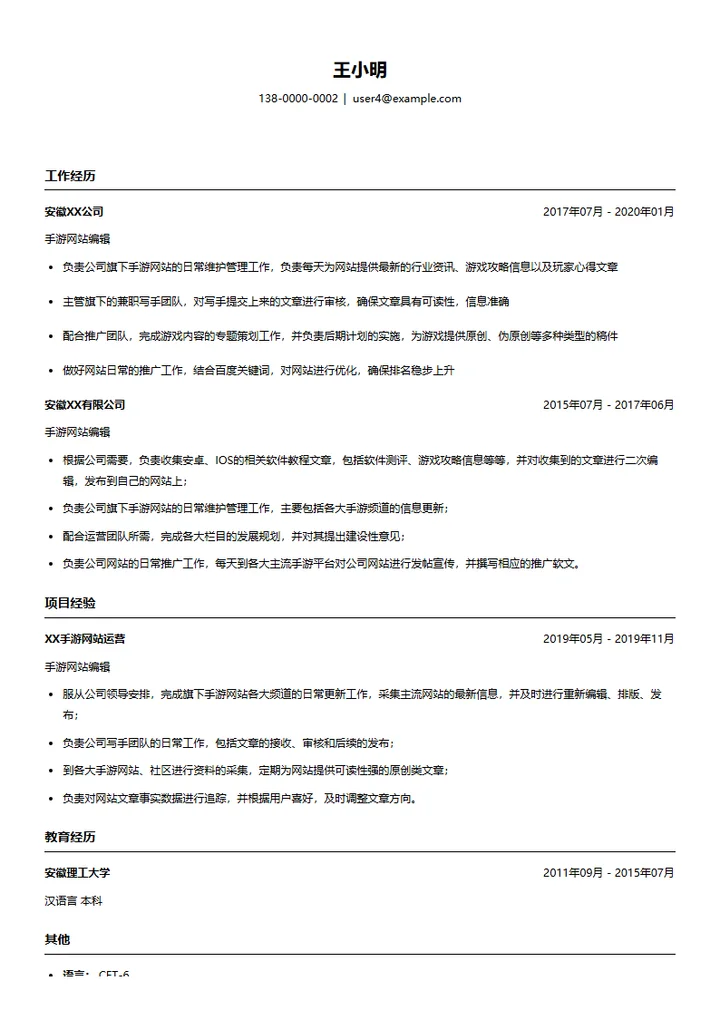 王小明
138-0000-0002 | user4@example.com
工作经历
安徽XX公司 2017年07月 - 2020年01月
手游网站编辑
• 负责公司旗下手游网站的日常维护管理工作，负责每天为网站提供最新的行业资讯、游戏攻略信息以及玩家心得文章
• 主管旗下的兼职写手团队，对写手提交上来的文章进行审核，确保文章具有可读性，信息准确
• 配合推广团队，完成游戏内容的专题策划工作，并负责后期计划的实施，为游戏提供原创、伪原创等多种类型的稿件
• 做好网站日常的推广工作，结合百度关键词，对网站进行优化，确保排名稳步上升
安徽XX有限公司 2015年07月 - 2017年06月
手游网站编辑
• 根据公司需要，负责收集安卓、IOS的相关软件教程文章，包括软件测评、游戏攻略信息等等，并对收集到的文章进行二次编
辑，发布到自己的网站上；
• 负责公司旗下手游网站的日常维护管理工作，主要包括各大手游频道的信息更新；
• 配合运营团队所需，完成各大栏目的发展规划，并对其提出建设性意见；
• 负责公司网站的日常推广工作，每天到各大主流手游平台对公司网站进行发帖宣传，并撰写相应的推广软文。
项目经验
XX手游网站运营 2019年05月 - 2019年11月
手游网站编辑
• 服从公司领导安排，完成旗下手游网站各大频道的日常更新工作，采集主流网站的最新信息，并及时进行重新编辑、排版、发
布；
• 负责公司写手团队的日常工作，包括文章的接收、审核和后续的发布；
• 到各大手游网站、社区进行资料的采集，定期为网站提供可读性强的原创类文章；
• 负责对网站文章事实数据进行追踪，并根据用户喜好，及时调整文章方向。
教育经历
安徽理工大学 2011年09月 - 2015年07月
汉语言 本科
其他
• 语言： CET-6